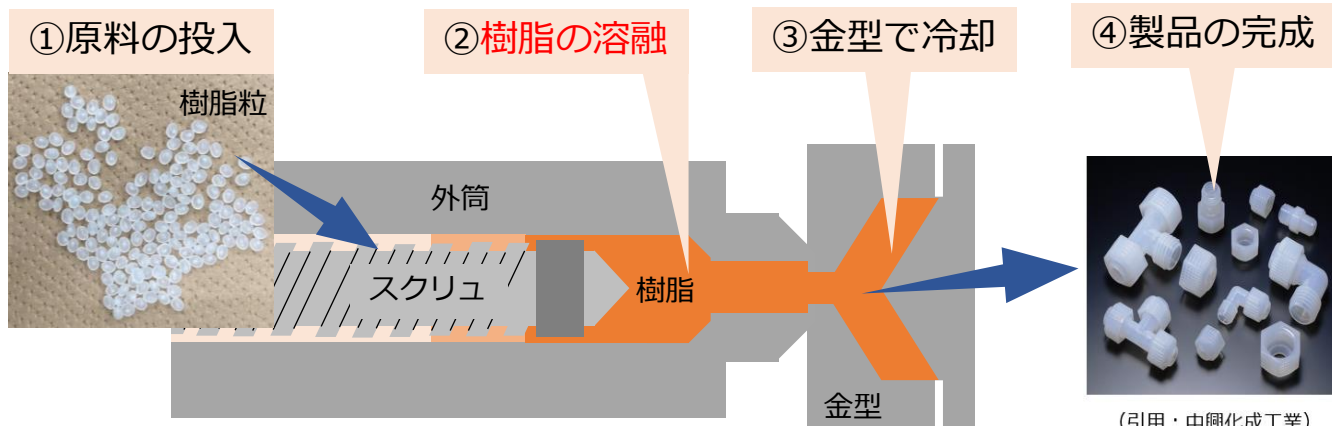 ①原料の投入
②樹脂の溶融
③金型で冷却
④製品の完成
樹脂粒
外筒
スクリュ
樹脂
金型
(引用：中興化成工業)